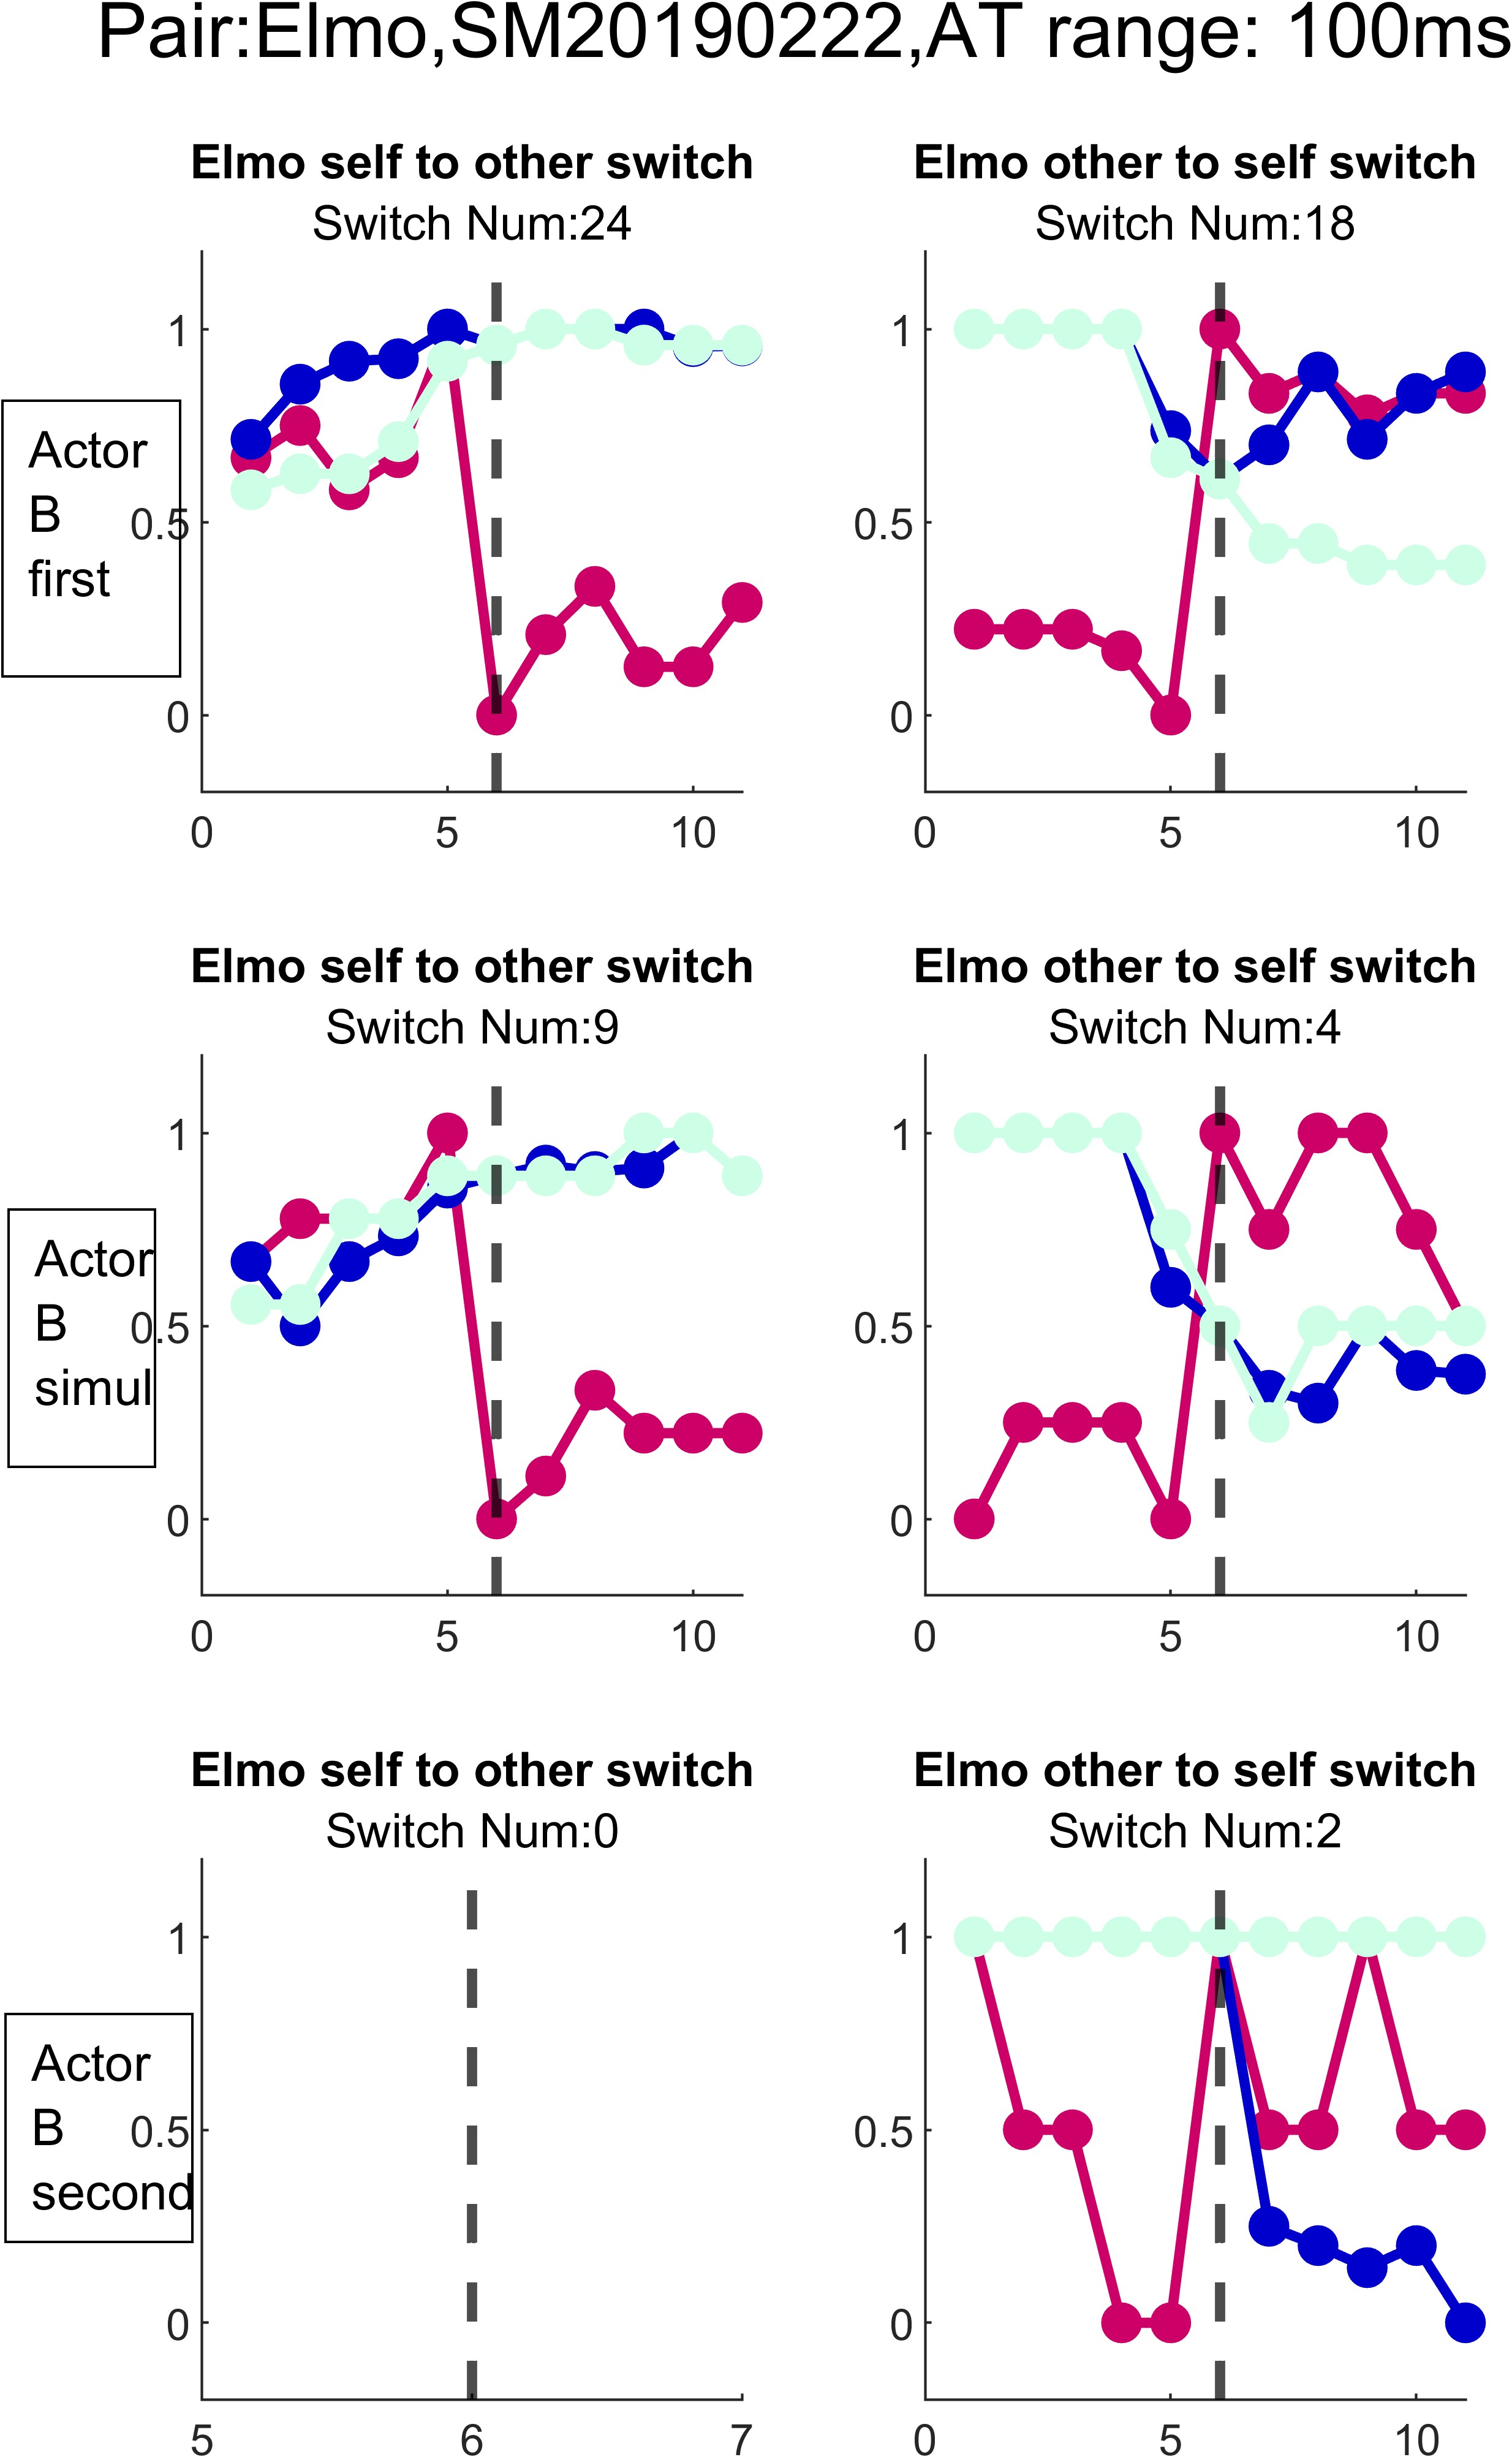 Pair:Elmo,SM20190222,AT range: 100ms
Elmo self to other switch
Switch Num:24
Elmo other to self switch
Switch Num:18
Actor
B
first
1
0.5
0
0
5
10
1
0.5
0
0
5
10
Elmo self to other switch
Switch Num:9
Elmo other to self switch
Switch Num:4
Actor
B
simul
1
0.5
0
0
5
10
1
0.5
0
0
5
10
Elmo self to other switch
Switch Num:0
Elmo other to self switch
Switch Num:2
Actor
B
second
1
0.5
0
5
6
7
1
0.5
0
0
5
10